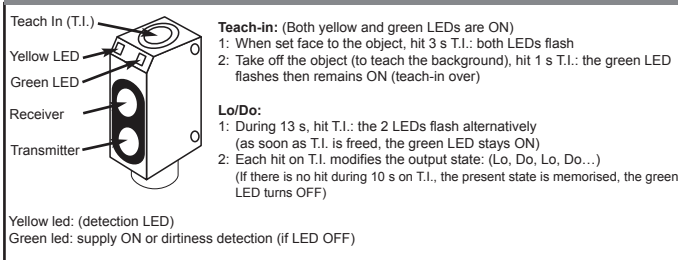 Teach In (T.I.)
Yellow LED
Green LED
Receiver
Transmitter
Teach-in: (Both yellow and green LEDs are ON)
1: When set face to the object, hit 3 s T.I.: both LEDs flash
2: Take off the object (to teach the background), hit 1 s T.I.: the green LED
flashes then remains ON (teach-in over)
Lo/Do:
1: During 13 s, hit T.I.: the 2 LEDs flash alternatively
(as soon as T.I. is freed, the green LED stays ON)
2: Each hit on T.I. modifies the output state: (Lo, Do, Lo, Do…)
(If there is no hit during 10 s on T.I., the present state is memorised, the green
LED turns OFF)
Yellow led: (detection LED)
Green led: supply ON or dirtiness detection (if LED OFF)